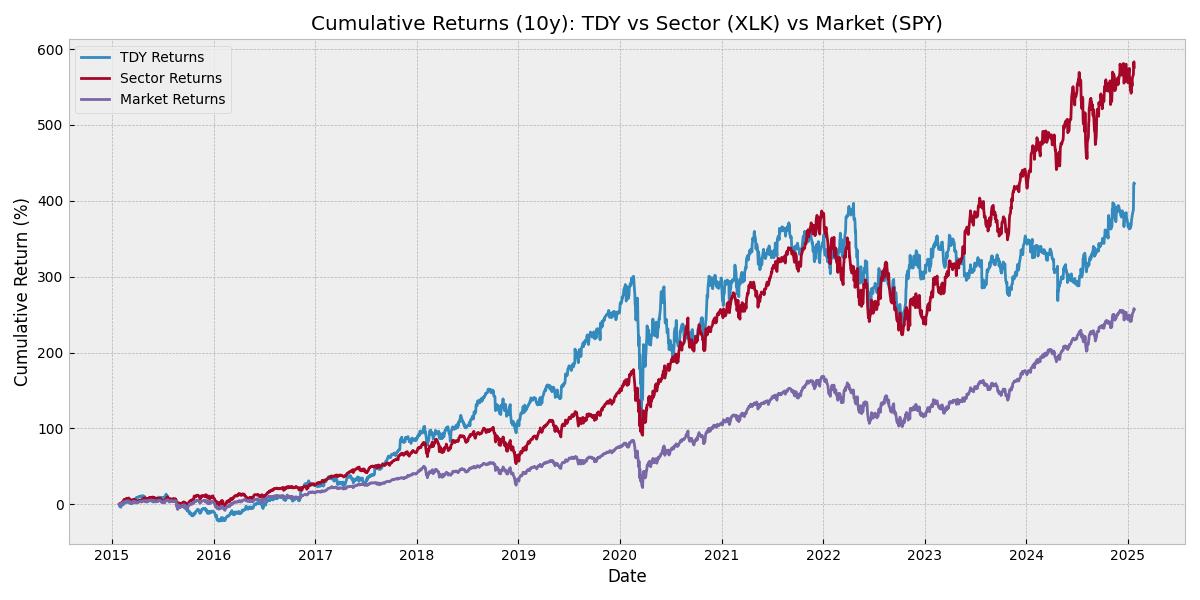 Cumulative Returns (10y): TDY vs Sector (XLK) vs Market (SPY)
TDY Returns
Sector Returns
Market Returns
Cumulative Return (%)
600
500
400
300
200
100
0
2015 2016 2017 2018 2019 2020 2021 2022 2023 2024 2025
Date